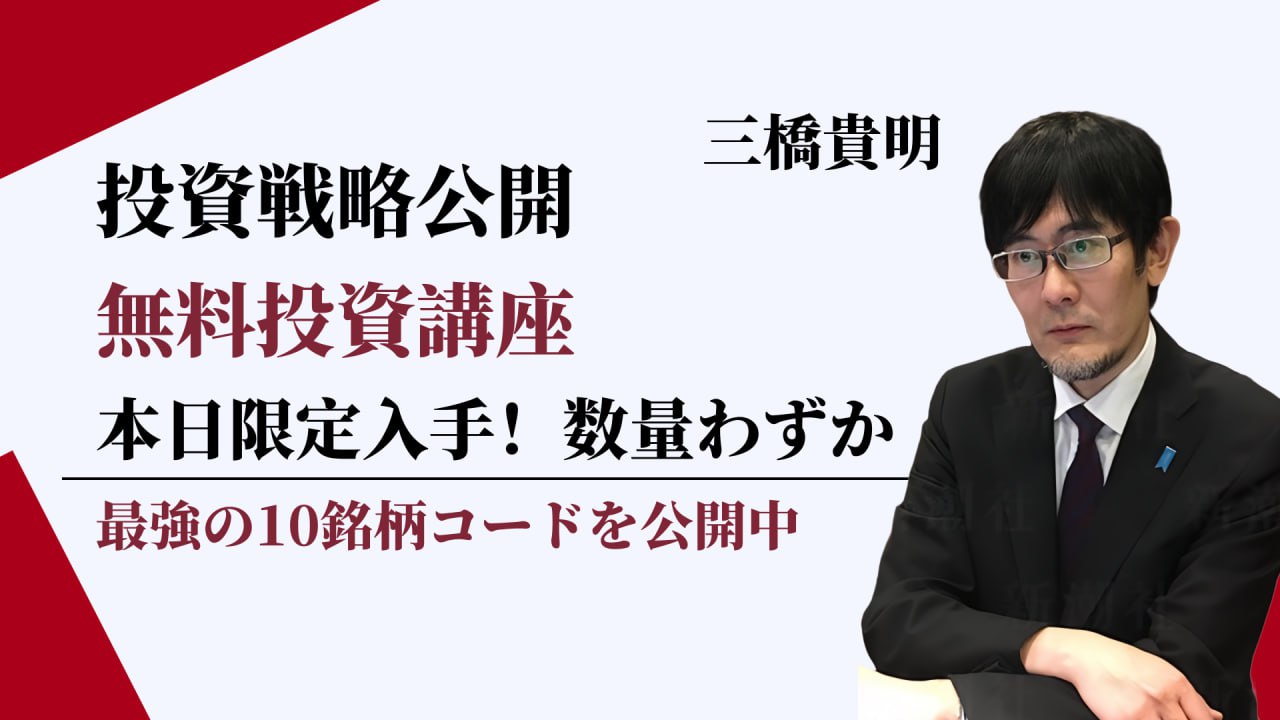 三橋貴明
投資戦略公開
無料投資講座
本日限定入手！数量わずか
最強の10銘柄コードを公開中